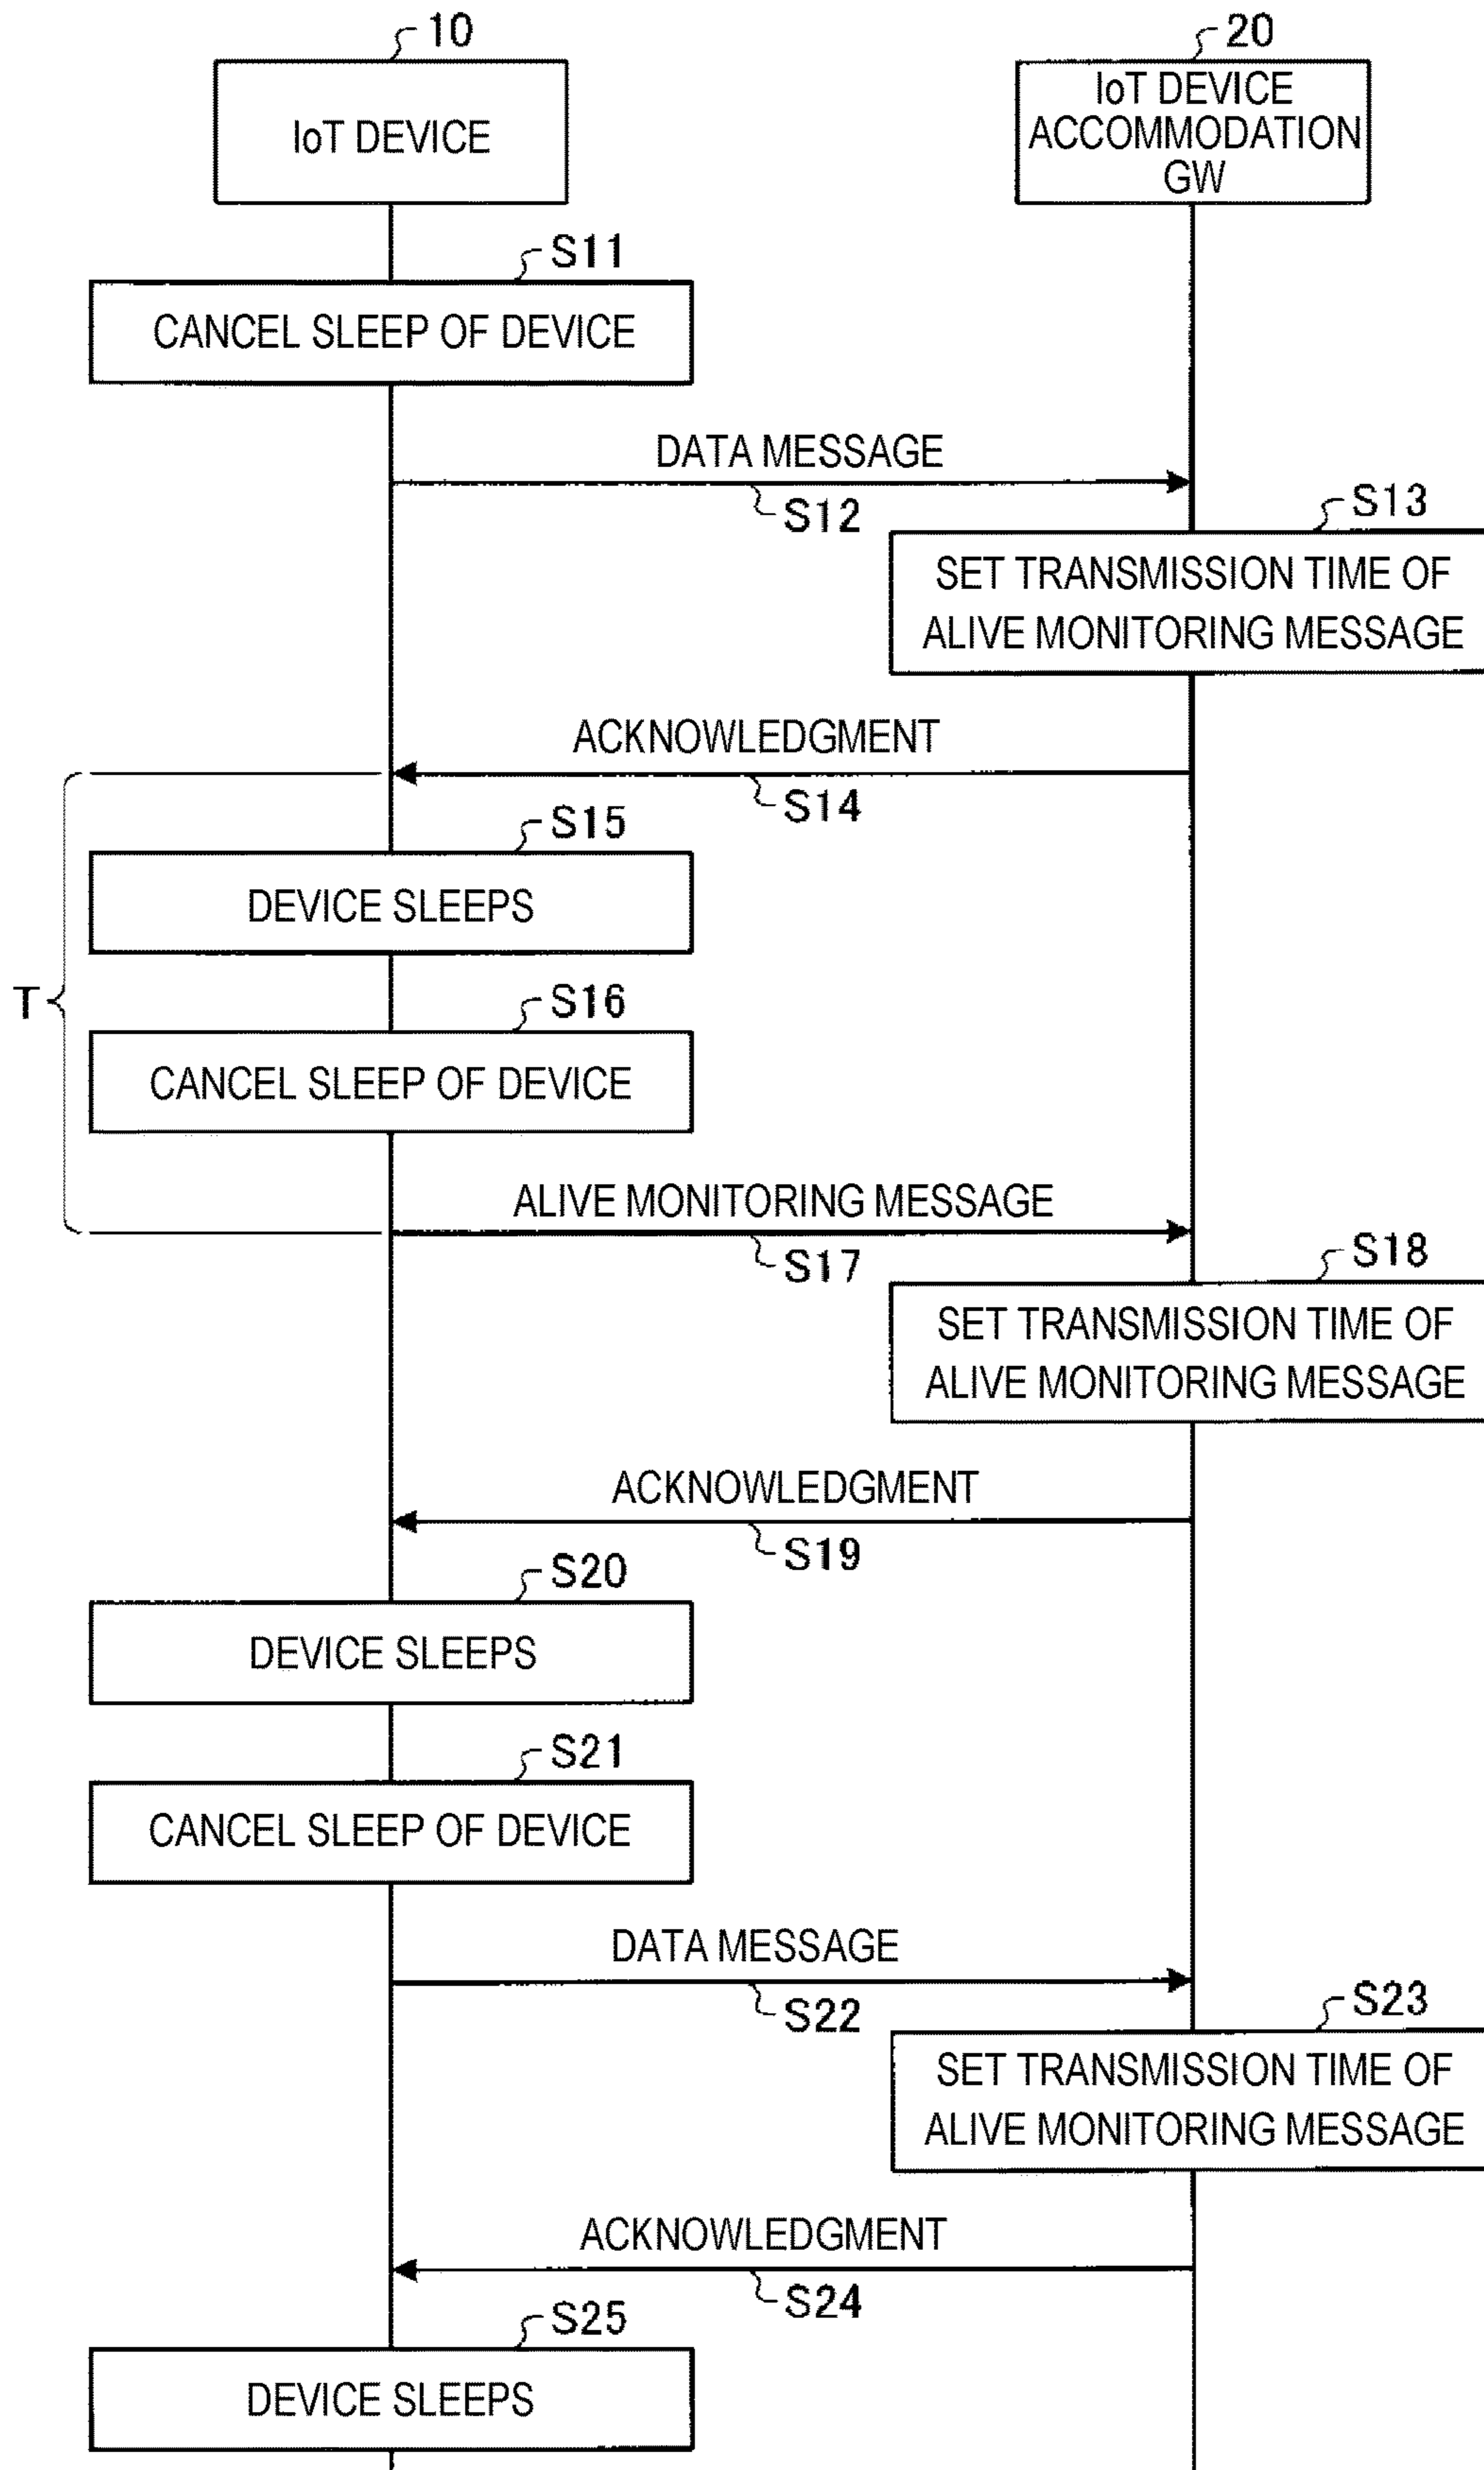 10
20
IoT DEVICE
IoT DEVICE
ACCOMMODATION
GW
S11
CANCEL SLEEP OF DEVICE
DATA MESSAGE
S12
S13
SET TRANSMISSION TIME OF
ALIVE MONITORING MESSAGE
ACKNOWLEDGMENT
S14
S15
DEVICE SLEEPS
T
S16
CANCEL SLEEP OF DEVICE
ALIVE MONITORING MESSAGE
S17
S18
SET TRANSMISSION TIME OF
ALIVE MONITORING MESSAGE
ACKNOWLEDGMENT
S19
S20
DEVICE SLEEPS
S21
CANCEL SLEEP OF DEVICE
DATA MESSAGE
S22
S23
SET TRANSMISSION TIME OF
ALIVE MONITORING MESSAGE
ACKNOWLEDGMENT
S24
S25
DEVICE SLEEPS